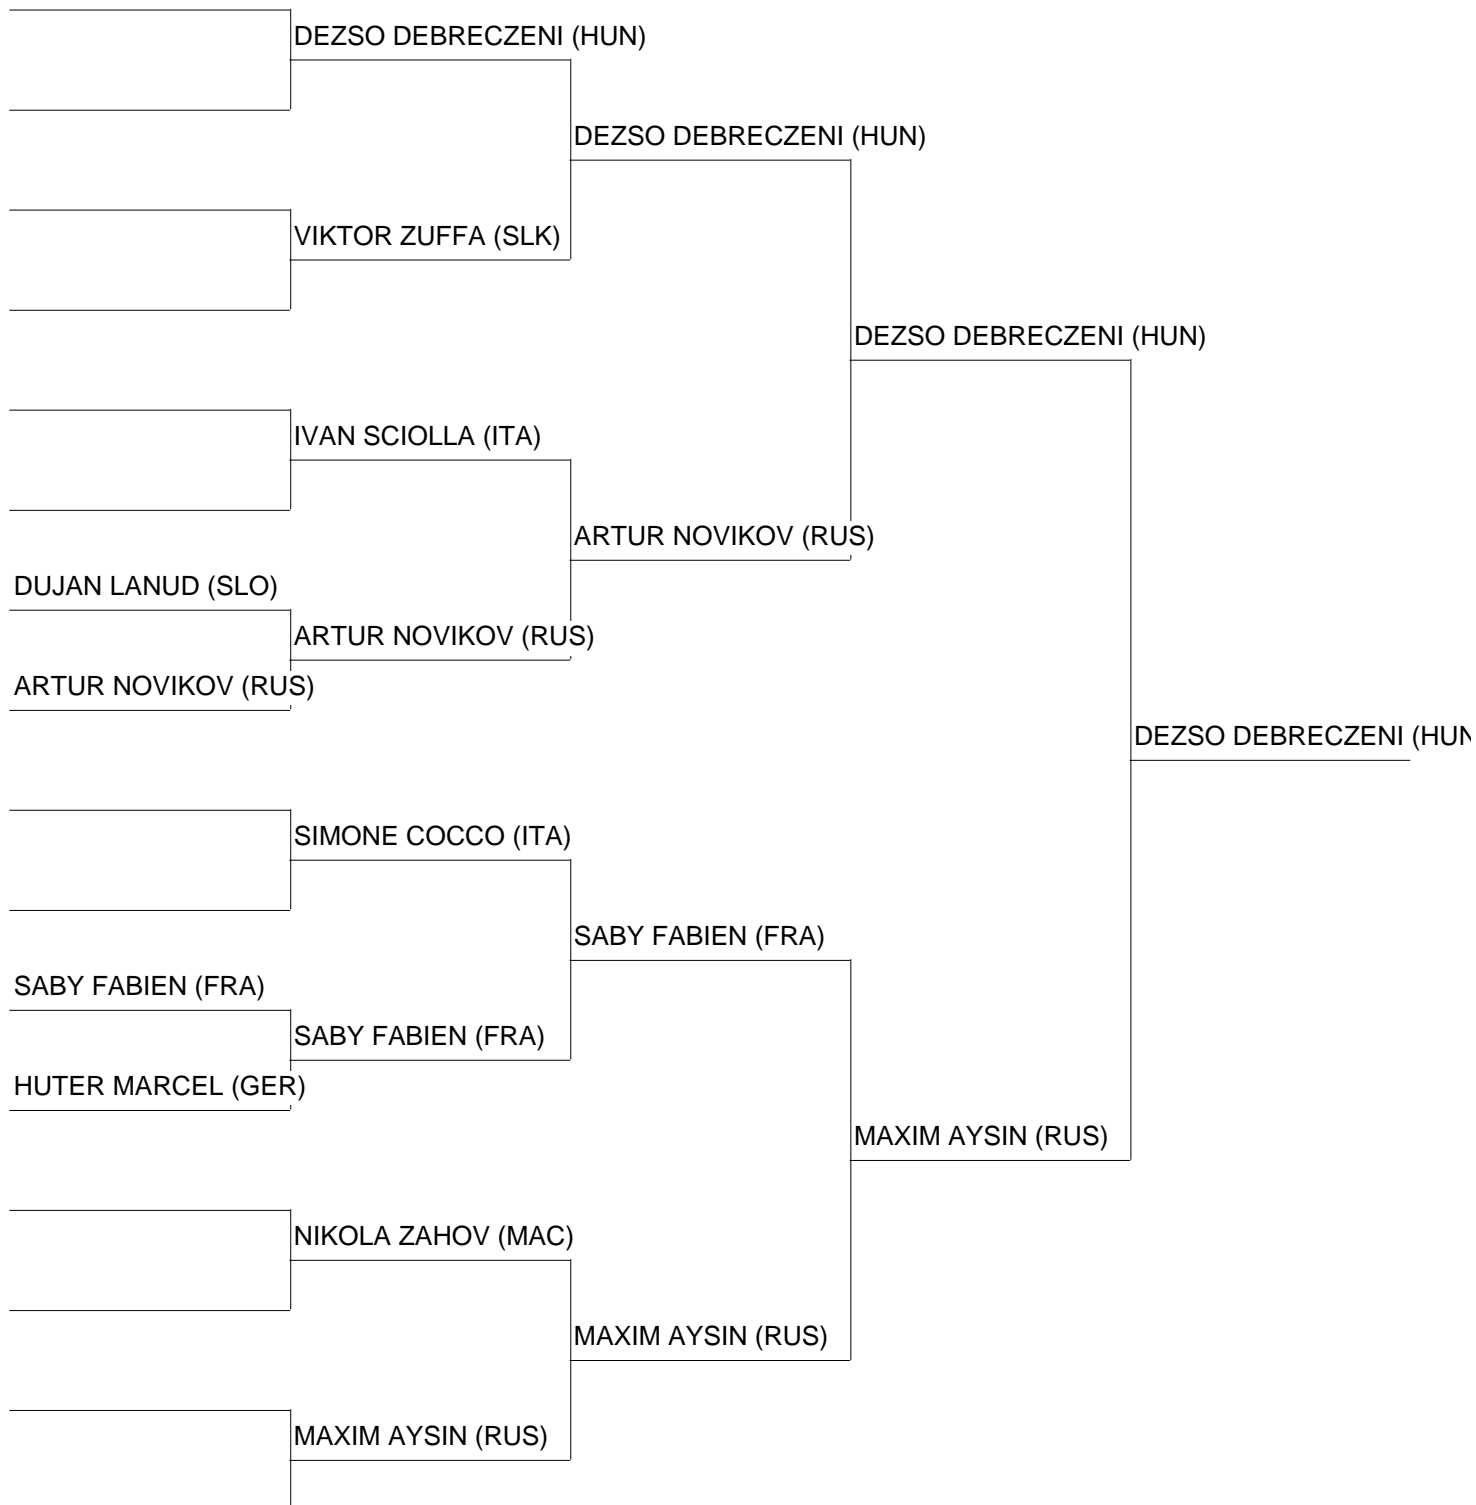 DEZSO DEBRECZENI (HUN)
DEZSO DEBRECZENI (HUN)
VIKTOR ZUFFA (SLK)
DEZSO DEBRECZENI (HUN)
IVAN SCIOLLA (ITA)
ARTUR NOVIKOV (RUS)
DUJAN LANUD (SLO)
ARTUR NOVIKOV (RUS)
ARTUR NOVIKOV (RUS)
DEZSO DEBRECZENI (HUN
SIMONE COCCO (ITA)
SABY FABIEN (FRA)
SABY FABIEN (FRA)
SABY FABIEN (FRA)
HUTER MARCEL (GER)
MAXIM AYSIN (RUS)
NIKOLA ZAHOV (MAC)
MAXIM AYSIN (RUS)
MAXIM AYSIN (RUS)